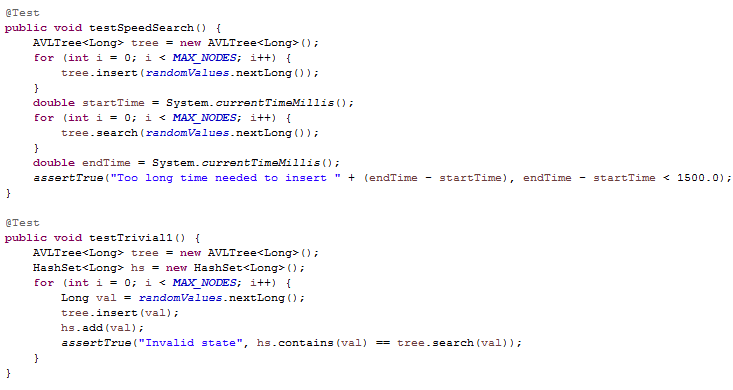 @Test
public void testSpeedSearch() {
    AVLTree<Long> tree = new AVLTree<Long>();
    for (int i = 0; i < MAX_NODES; i++) {
        tree.insert(randomValues.nextLong());
    }
    double startTime = System.currentTimeMillis();
    for (int i = 0; i < MAX_NODES; i++) {
        tree.search(randomValues.nextLong());
    }
    double endTime = System.currentTimeMillis();
    assertTrue("Too long time needed to insert " + (endTime - startTime), endTime - startTime < 1500.0);
}

@Test
public void testTrivial1() {
    AVLTree<Long> tree = new AVLTree<Long>();
    HashSet<Long> hs = new HashSet<Long>();
    for (int i = 0; i < MAX_NODES; i++) {
        Long val = randomValues.nextLong();
        tree.insert(val);
        hs.add(val);
        assertTrue("Invalid state", hs.contains(val) == tree.search(val));
    }
}